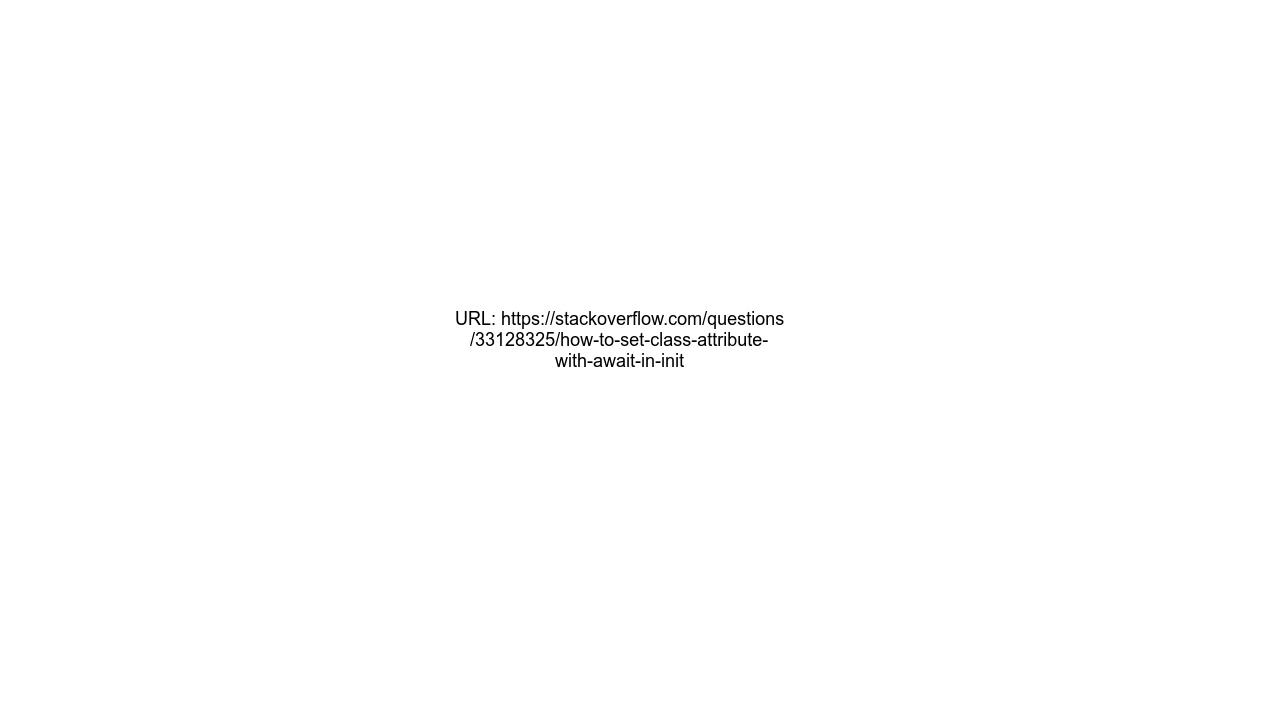 URL: https://stackoverflow.com/questions
/33128325/how-to-set-class-attribute-
with-await-in-init